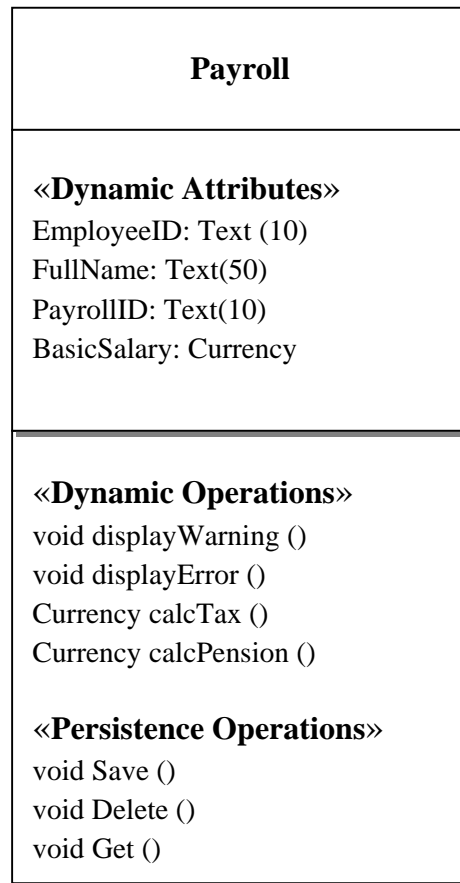 Payroll
«Dynamic Attributes»
EmployeeID: Text (10)
FullName: Text(50)
PayrollID: Text(10)
BasicSalary: Currency
«Dynamic Operations»
void displayWarning ()
void displayError ()
Currency calcTax ()
Currency calcPension ()
«Persistence Operations»
void Save ()
void Delete ()
void Get ()